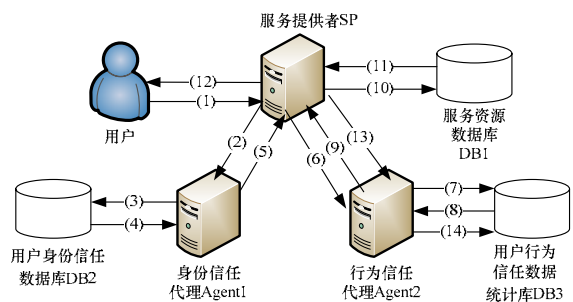 服务提供者SP
(12)
(1)
用户
(11)
(10)
服务资源
数据库
DB1
(2)
(5)
(6)
(9)
(13)
(3)
(4)
用户身份信任
数据库DB2
身份信任
代理Agent1
行为信任
代理Agent2
(7)
(8)
(14)
用户行为
信任数据
统计库DB3